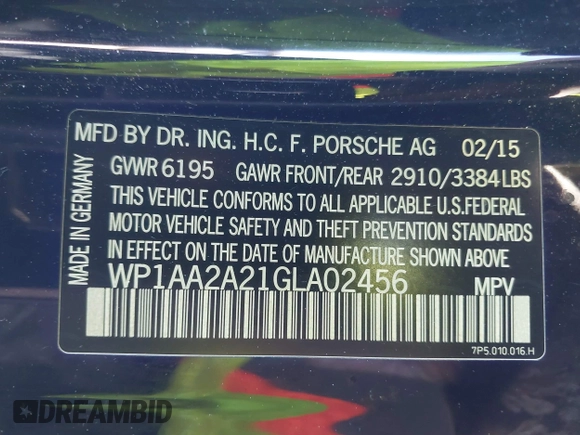 MFD BY DR. ING. H.C. F. PORSCHE AG 02/15
GVWR 6195 GAWR FRONT/REAR 2910/3384LBS
THIS VEHICLE CONFORMS TO ALL APPLICABLE U.S.FEDERAL
MOTOR VEHICLE SAFETY AND THEFT PREVENTION STANDARDS
IN EFFECT ON THE DATE OF MANUFACTURE SHOWN ABOVE
WP1AA2A21GLA02456 MPV
7P5.010.016.H
MADE IN GERMANY
DREAMBID